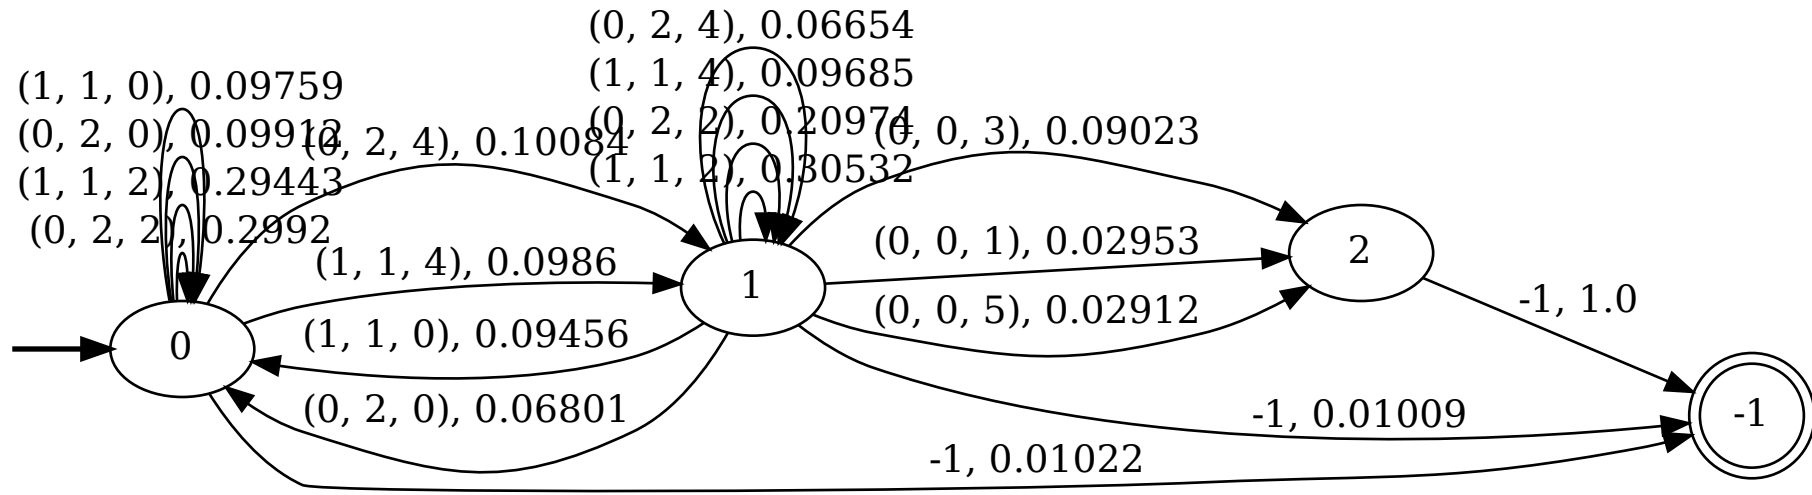 (1, 1, 0), 0.09759
(0, 2, 0), 0.09912
(1, 1, 2), 0.29443
(0, 2, 2), 0.2992
(0, 2, 4), 0.10084
(1, 1, 4), 0.0986
(1, 1, 0), 0.09456
(0, 2, 0), 0.06801
(0, 2, 4), 0.06654
(1, 1, 4), 0.09685
(0, 2, 2), 0.20974
(1, 1, 2), 0.30532
(0, 0, 3), 0.09023
(0, 0, 1), 0.02953
(0, 0, 5), 0.02912
-1, 1.0
-1, 0.01009
-1, 0.01022
0
1
2
-1